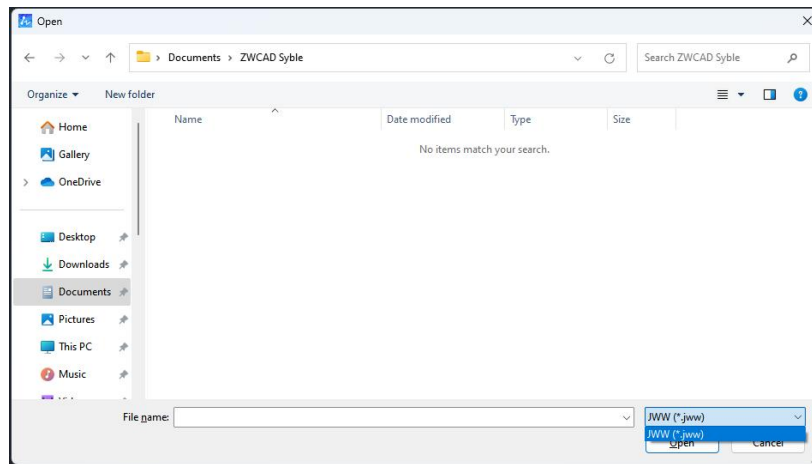 Open
Documents > ZWCAD Syble
Search ZWCAD Syble
Organize
New folder
Name
Date modified
Type
Size
No items match your search.
Home
Gallery
OneDrive
Desktop
Downloads
Documents
Pictures
This PC
Music
File name:
JWW (*.jww)
JWW (*.jww)
Open
Cancel